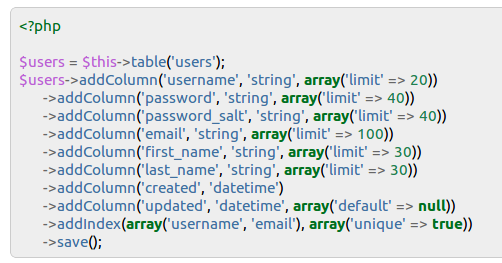 <?php
$users = $this->table('users');
$users->addColumn('username', 'string', array('limit' => 20))
->addColumn('password', 'string', array('limit' => 40))
->addColumn('password_salt', 'string', array('limit' => 40))
->addColumn('email', 'string', array('limit' => 100))
->addColumn('first_name', 'string', array('limit' => 30))
->addColumn('last_name', 'string', array('limit' => 30))
->addColumn('created', 'datetime')
->addColumn('updated', 'datetime', array('default' => null))
->addIndex(array('username', 'email'), array('unique' => true))
->save();